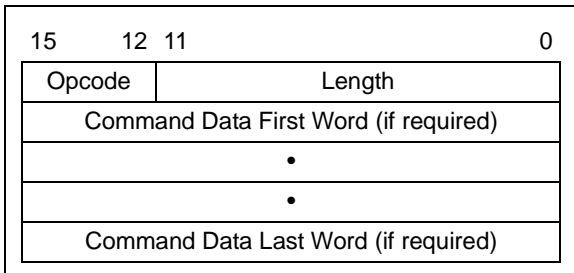 15 12 11 0
Opcode Length
Command Data First Word (if required)
•
•
Command Data Last Word (if required)